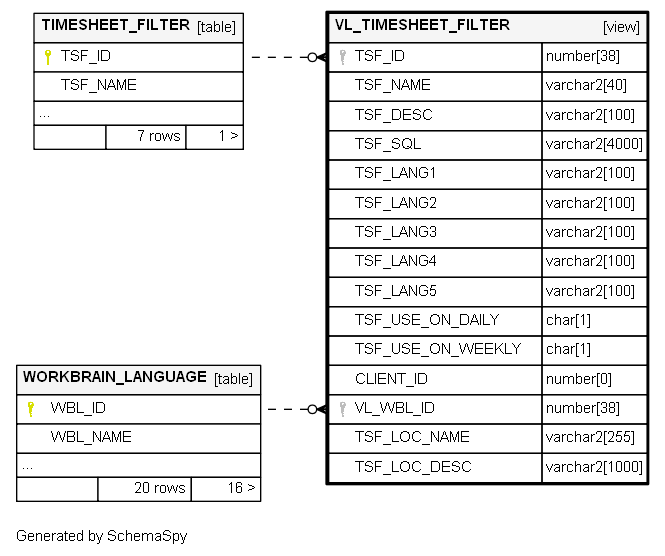 TIMESHEET_FILTER [table]
TSF_ID
TSF_NAME
...
7 rows 1 >
VL_TIMESHEET_FILTER [view]
TSF_ID number[38]
TSF_NAME varchar2[40]
TSF_DESC varchar2[100]
TSF_SQL varchar2[4000]
TSF_LANG1 varchar2[100]
TSF_LANG2 varchar2[100]
TSF_LANG3 varchar2[100]
TSF_LANG4 varchar2[100]
TSF_LANG5 varchar2[100]
TSF_USE_ON_DAILY char[1]
TSF_USE_ON_WEEKLY char[1]
CLIENT_ID number[0]
VL_WBL_ID number[38]
TSF_LOC_NAME varchar2[255]
TSF_LOC_DESC varchar2[1000]
WORKBRAIN_LANGUAGE [table]
WBL_ID
WBL_NAME
...
20 rows 16 >
Generated by SchemaSpy